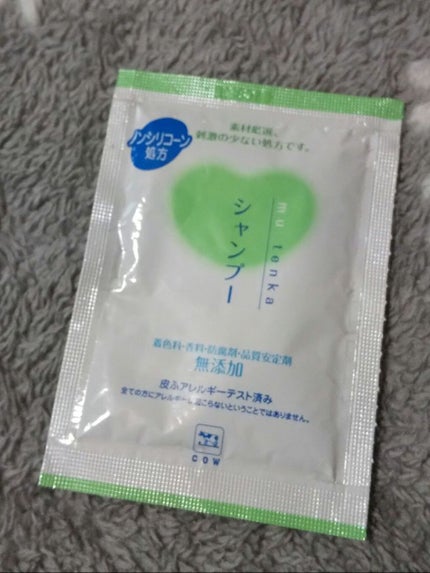 素材厳選、
刺激の少ない処方です。
ノンシリコーン
処方
mu tenka
シャンプー
着色料・香料・防腐剤・品質安定剤
無添加
皮ふアレルギーテスト済み
全ての方にアレルギーが起こらないということではありません。
COW